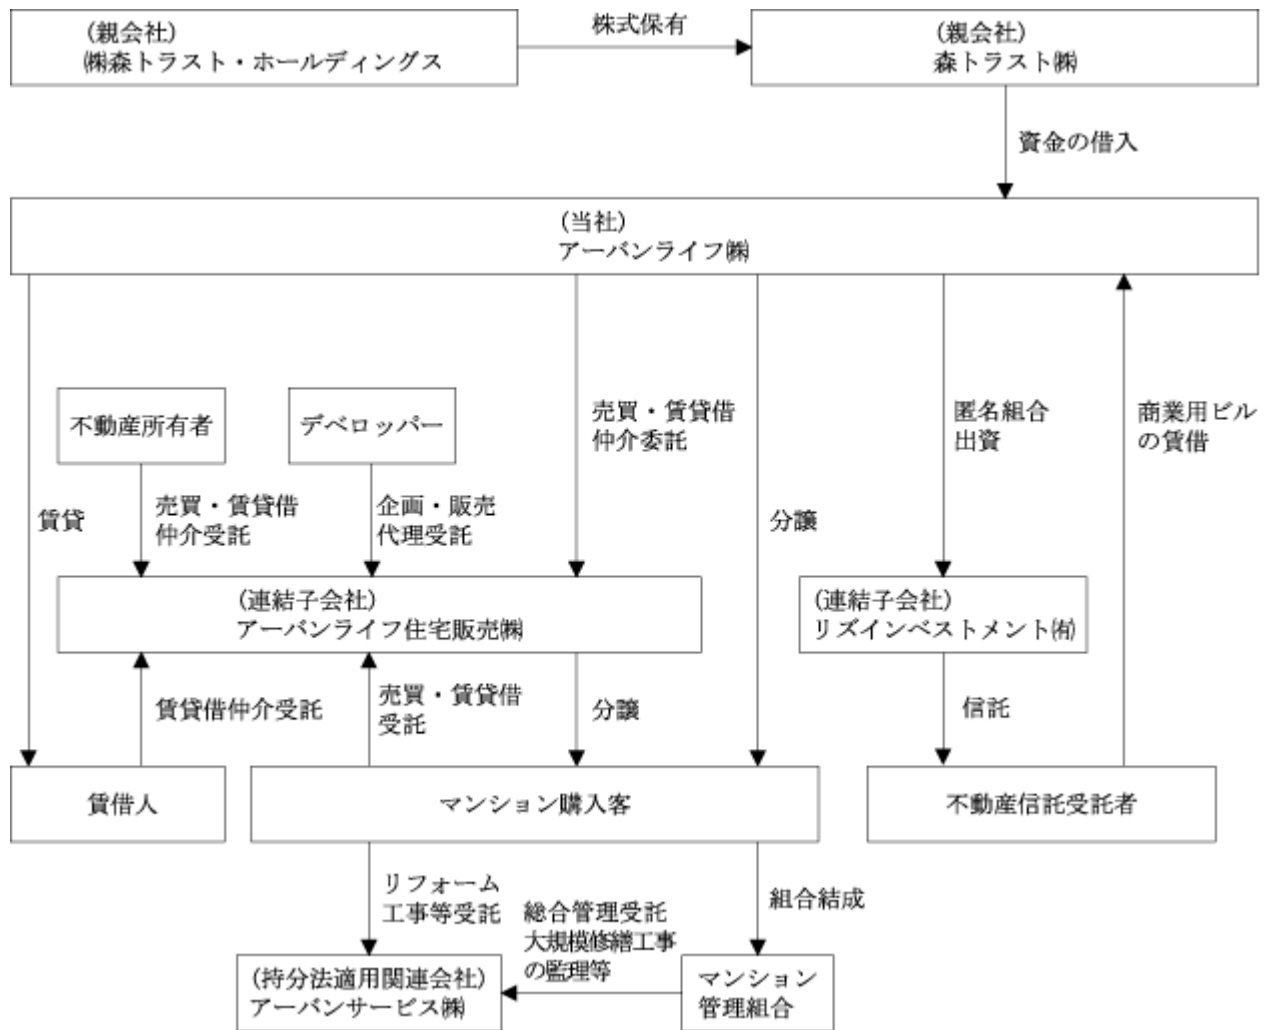 (親会社)
㈱森トラスト・ホールディングス
株式保有
(親会社)
森トラスト㈱
資金の借入
(当社)
アーバンライフ㈱
不動産所有者
デベロッパー
売買・賃貸借
仲介委託
匿名組合
出資
商業用ビル
の賃借
賃貸
売買・賃貸借
仲介受託
企画・販売
代理受託
分譲
(連結子会社)
アーバンライフ住宅販売㈱
(連結子会社)
リズインベストメント㈲
賃貸借仲介受託
売買・賃貸借
受託
分譲
信託
賃借人
マンション購入客
不動産信託受託者
リフォーム
工事等受託
総合管理受託
大規模修繕工事
の監理等
組合結成
(持分法適用関連会社)
アーバンサービス㈱
マンション
管理組合